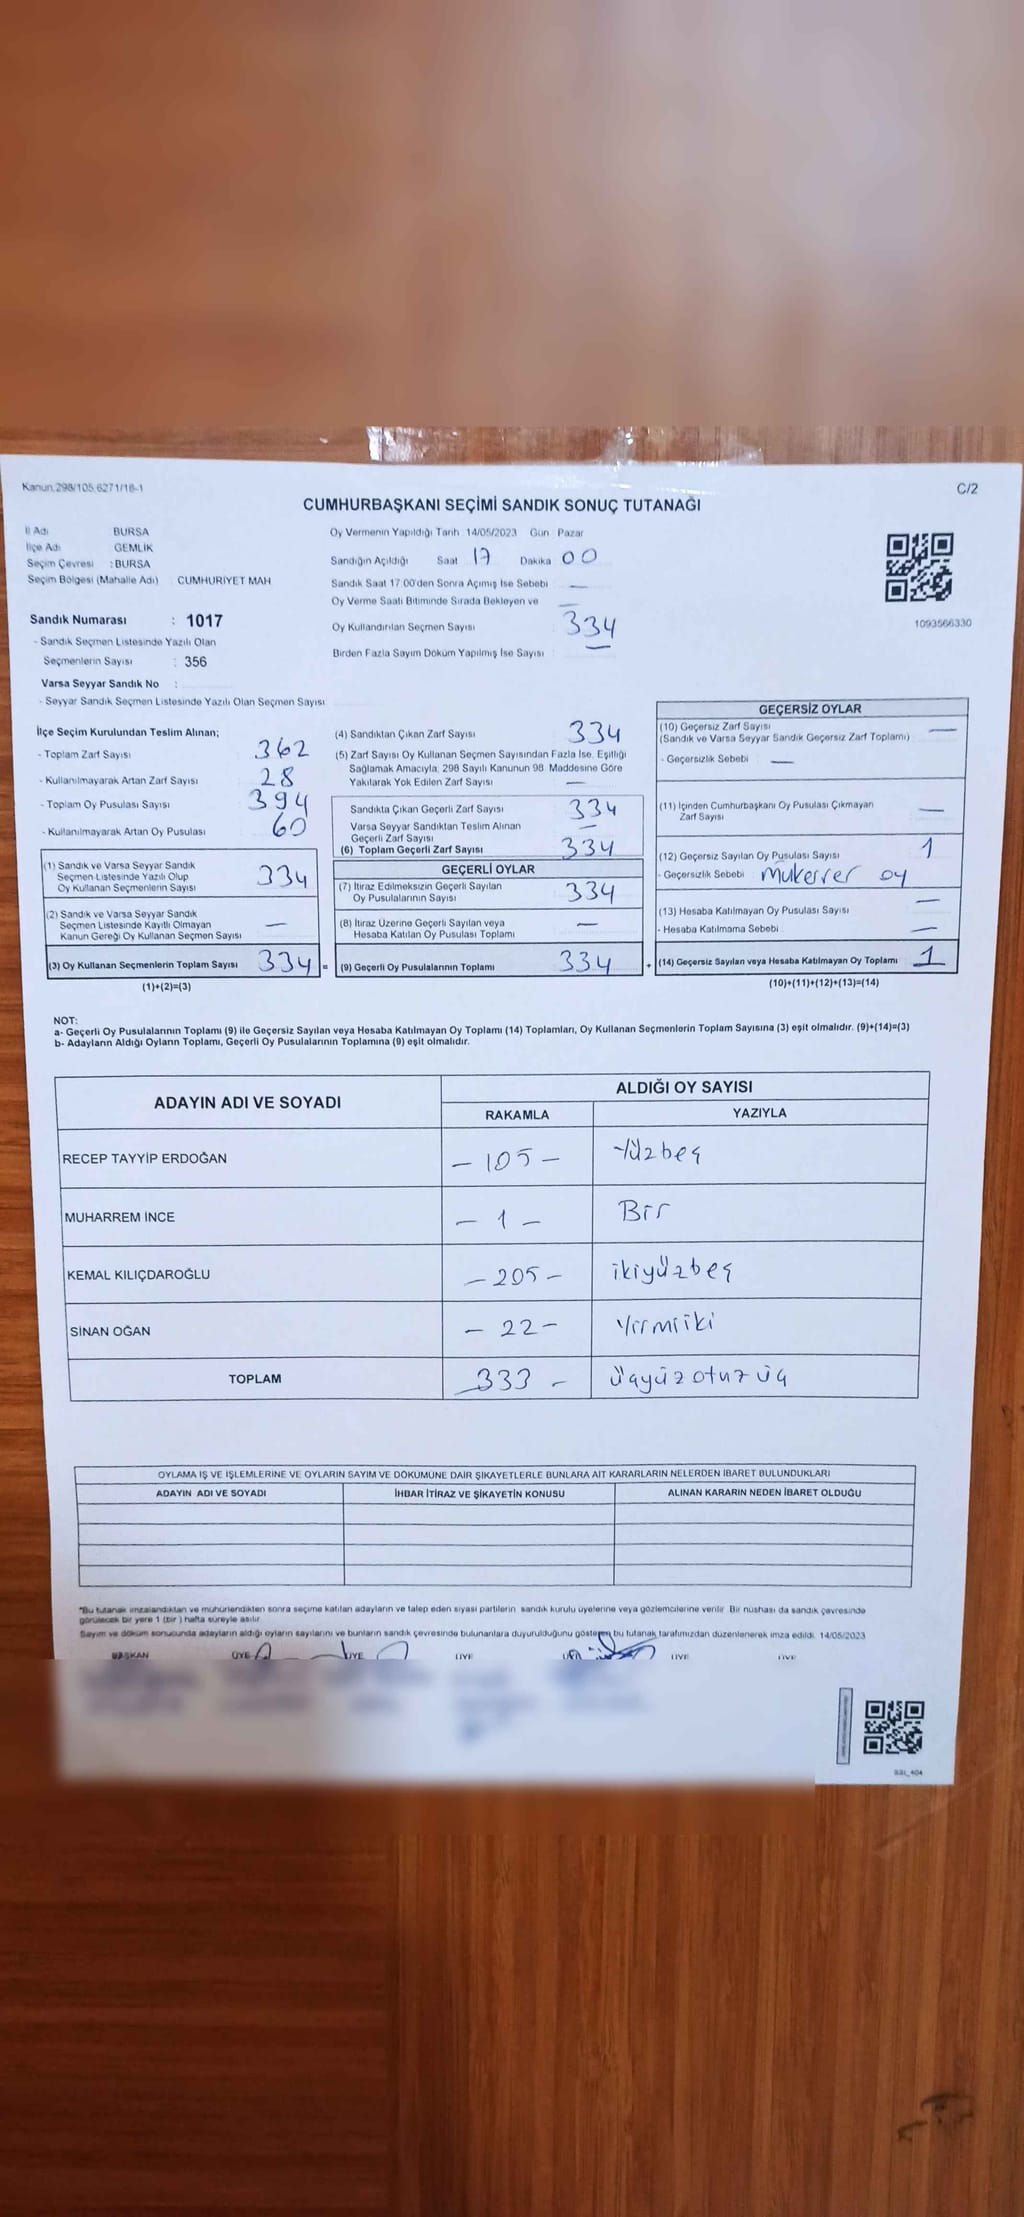 Kanun.298/105,6271/16-1
C/2
CUMHURBAŞKANI SEÇİMİ SANDIK SONUÇ TUTANAĞI
İl Adı BURSA
İlçe Adı GEMLİK
Seçim Çevresi : BURSA
Seçim Bölgesi (Mahalle Adı) CUMHURİYET MAH
Sandık Numarası : 1017
- Sandık Seçmen Listesinde Yazılı Olan
Seçmenlerin Sayısı : 356
Varsa Seyyar Sandık No :
- Seyyar Sandık Seçmen Listesinde Yazılı Olan Seçmen Sayısı
Oy Vermenin Yapıldığı Tarih 14/05/2023 Gün Pazar
Sandığın Açıldığı Saat 17 Dakika 00
Sandık Saat 17:00'den Sonra Açımış İse Sebebi —
Oy Verme Saati Bitiminde Sırada Bekleyen ve
Oy Kullandırılan Seçmen Sayısı — 334
Birden Fazla Sayım Döküm Yapılmış İse Sayısı —
1093566330
İlçe Seçim Kurulundan Teslim Alınan;
- Toplam Zarf Sayısı 362
- Kullanılmayarak Artan Zarf Sayısı 28
- Toplam Oy Pusulası Sayısı 394
- Kullanılmayarak Artan Oy Pusulası 60
(1) Sandık ve Varsa Seyyar Sandık
Seçmen Listesinde Yazılı Olup
Oy Kullanan Seçmenlerin Sayısı 334
(2) Sandık ve Varsa Seyyar Sandık
Seçmen Listesinde Kayıtlı Olmayan
Kanun Gereği Oy Kullanan Seçmen Sayısı —
(3) Oy Kullanan Seçmenlerin Toplam Sayısı 334 =
(1)+(2)=(3)
(4) Sandıktan Çıkan Zarf Sayısı 334
(5) Zarf Sayısı Oy Kullanan Seçmen Sayısından Fazla İse, Eşitliği
Sağlamak Amacıyla, 298 Sayılı Kanunun 98. Maddesine Göre
Yakılarak Yok Edilen Zarf Sayısı —
Sandıkta Çıkan Geçerli Zarf Sayısı 334
Varsa Seyyar Sandıktan Teslim Alınan
Geçerli Zarf Sayısı —
(6) Toplam Geçerli Zarf Sayısı 334
GEÇERLİ OYLAR
(7) İtiraz Edilmeksizin Geçerli Sayılan
Oy Pusulalarının Sayısı 334
(8) İtiraz Üzerine Geçerli Sayılan veya
Hesaba Katılan Oy Pusulası Toplamı —
(9) Geçerli Oy Pusulalarının Toplamı 334 +
GEÇERSİZ OYLAR
(10) Geçersiz Zarf Sayısı
(Sandık ve Varsa Seyyar Sandık Geçersiz Zarf Toplamı) —
- Geçersizlik Sebebi —
(11) İçinden Cumhurbaşkanı Oy Pusulası Çıkmayan
Zarf Sayısı —
(12) Geçersiz Sayılan Oy Pusulası Sayısı 1
- Geçersizlik Sebebi mükerrer oy
(13) Hesaba Katılmayan Oy Pusulası Sayısı —
- Hesaba Katılmama Sebebi —
(14) Geçersiz Sayılan veya Hesaba Katılmayan Oy Toplamı 1
(10)+(11)+(12)+(13)=(14)
NOT:
a- Geçerli Oy Pusulalarının Toplamı (9) ile Geçersiz Sayılan veya Hesaba Katılmayan Oy Toplamı (14) Toplamları, Oy Kullanan Seçmenlerin Toplam Sayısına (3) eşit olmalıdır. (9)+(14)=(3)
b- Adayların Aldığı Oyların Toplamı, Geçerli Oy Pusulalarının Toplamına (9) eşit olmalıdır.
ADAYIN ADI VE SOYADI ALDIĞI OY SAYISI
RAKAMLA YAZIYLA
RECEP TAYYİP ERDOĞAN - 105 - Yüzbeş
MUHARREM İNCE - 1 - Bir
KEMAL KILIÇDAROĞLU - 205 - ikiyüzbeş
SİNAN OĞAN - 22 - Yirmiiki
TOPLAM - 333 - üçyüzotuzüç
OYLAMA İŞ VE İŞLEMLERİNE VE OYLARIN SAYIM VE DÖKÜMÜNE DAİR ŞİKAYETLERLE BUNLARA AİT KARARLARIN NELERDEN İBARET BULUNDUKLARI
ADAYIN ADI VE SOYADI İHBAR İTİRAZ VE ŞİKAYETİN KONUSU ALINAN KARARIN NEDEN İBARET OLDUĞU
*Bu tutanak imzalandıktan ve mühürlendikten sonra seçime katılan adayların ve talep eden siyasi partilerin sandık kurulu üyelerine veya gözlemcilerine verilir. Bir nüshası da sandık çevresinde
görülecek bir yere 1 (bir) hafta süreyle asılır.
Sayım ve döküm sonucunda adayların aldığı oyların sayılarını ve bunların sandık çevresinde bulunanlara duyurulduğunu gösteren bu tutanak tarafımızdan düzenlenerek imza edildi. 14/05/2023
BAŞKAN ÜYE ÜYE ÜYE ÜYE ÜYE